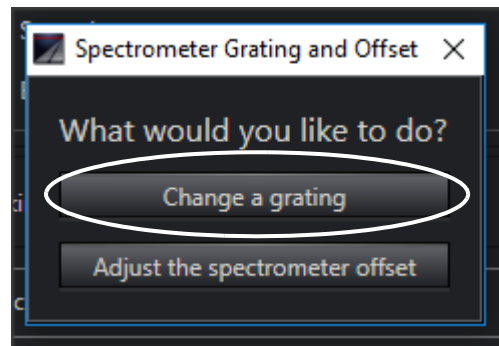 Spectrometer Grating and Offset
What would you like to do?
Change a grating
Adjust the spectrometer offset